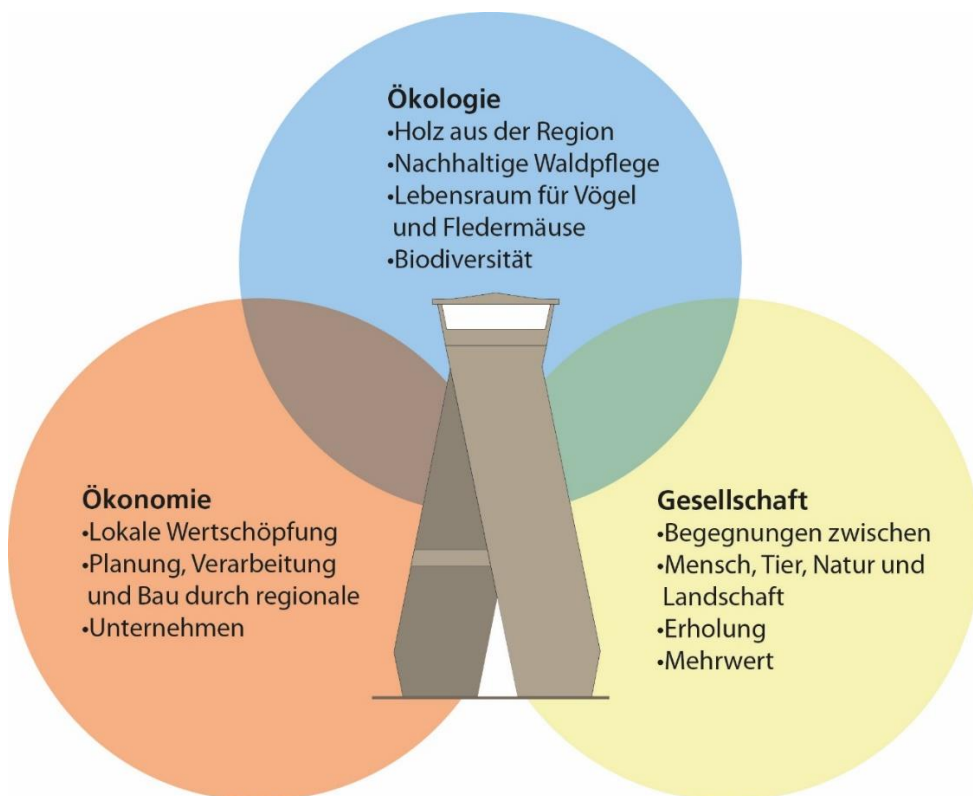 Ökologie
•Holz aus der Region
•Nachhaltige Waldpflege
•Lebensraum für Vögel
und Fledermäuse
•Biodiversität
Ökonomie
•Lokale Wertschöpfung
•Planung, Verarbeitung
und Bau durch regionale
•Unternehmen
Gesellschaft
•Begegnungen zwischen
•Mensch, Tier, Natur und
Landschaft
•Erholung
•Mehrwert